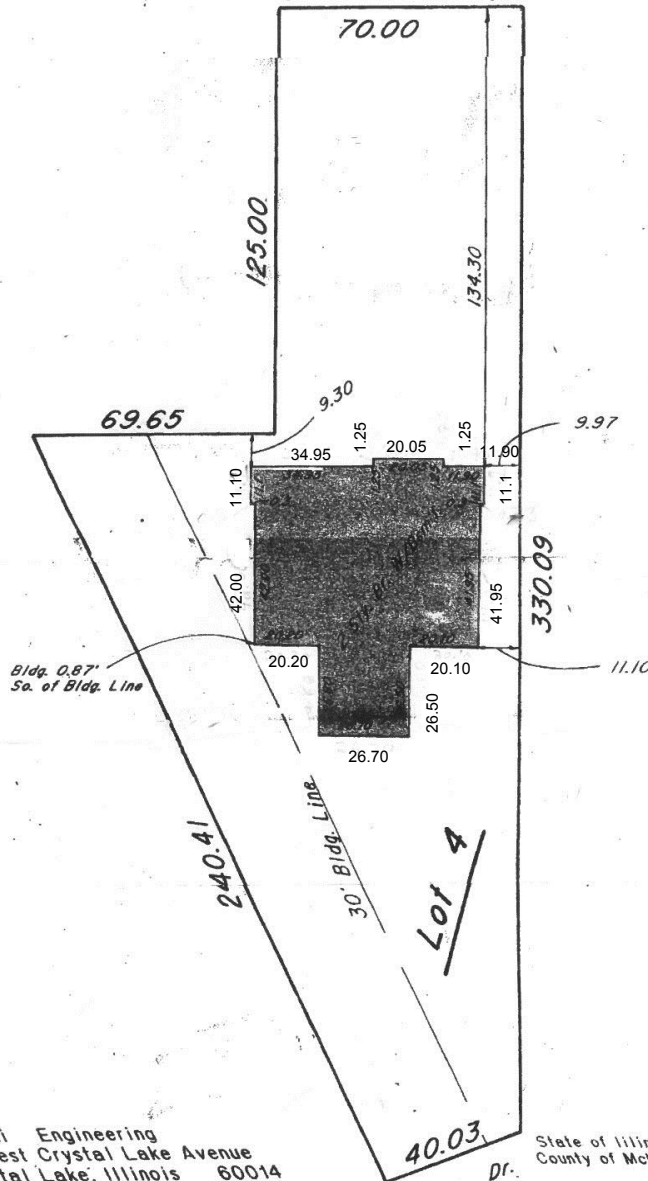 70.00
125.00
134.30
69.65
9.30
34.95
1.25
20.05
1.25
11.90
9.97
11.10
11.1
42.00
41.95
330.09
Bldg. 0.87'
So. of Bldg. Line
20.20
20.10
11.10
26.50
26.70
240.41
30' Bldg. Line
Lot 4
40.03
Dr.
Engineering
est Crystal Lake Avenue
tal Lake, Illinois 60014
State of
County of